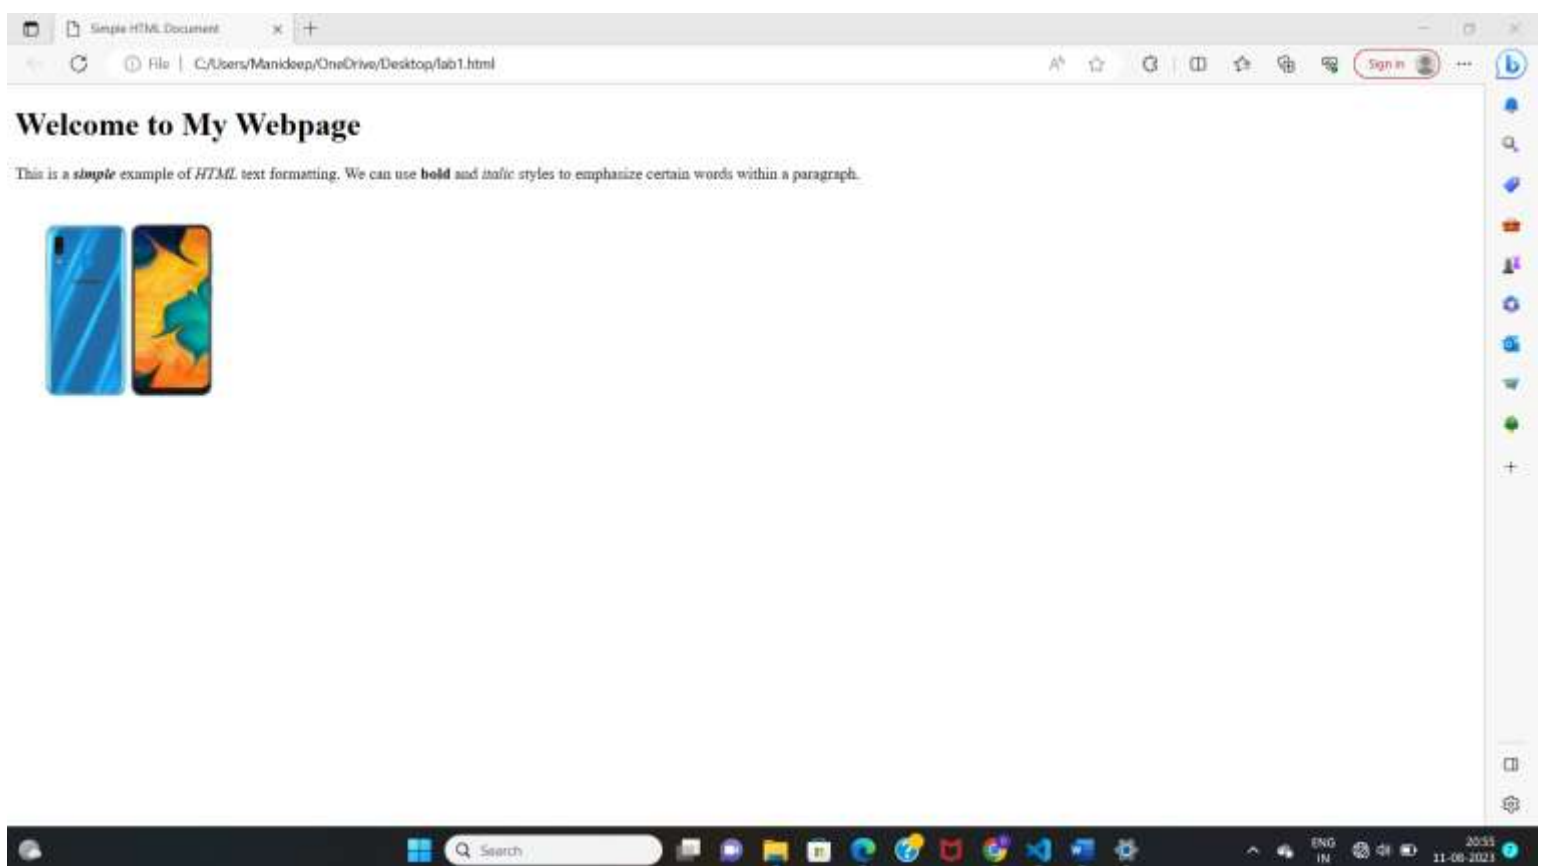 Simple HTML Document
File | C:/Users/Manideep/OneDrive/Desktop/lab1.html
Sign in
Welcome to My Webpage
This is a simple example of HTML text formatting. We can use bold and italic styles to emphasize certain words within a paragraph.
Search
ENG
IN
20:55
11-08-2023